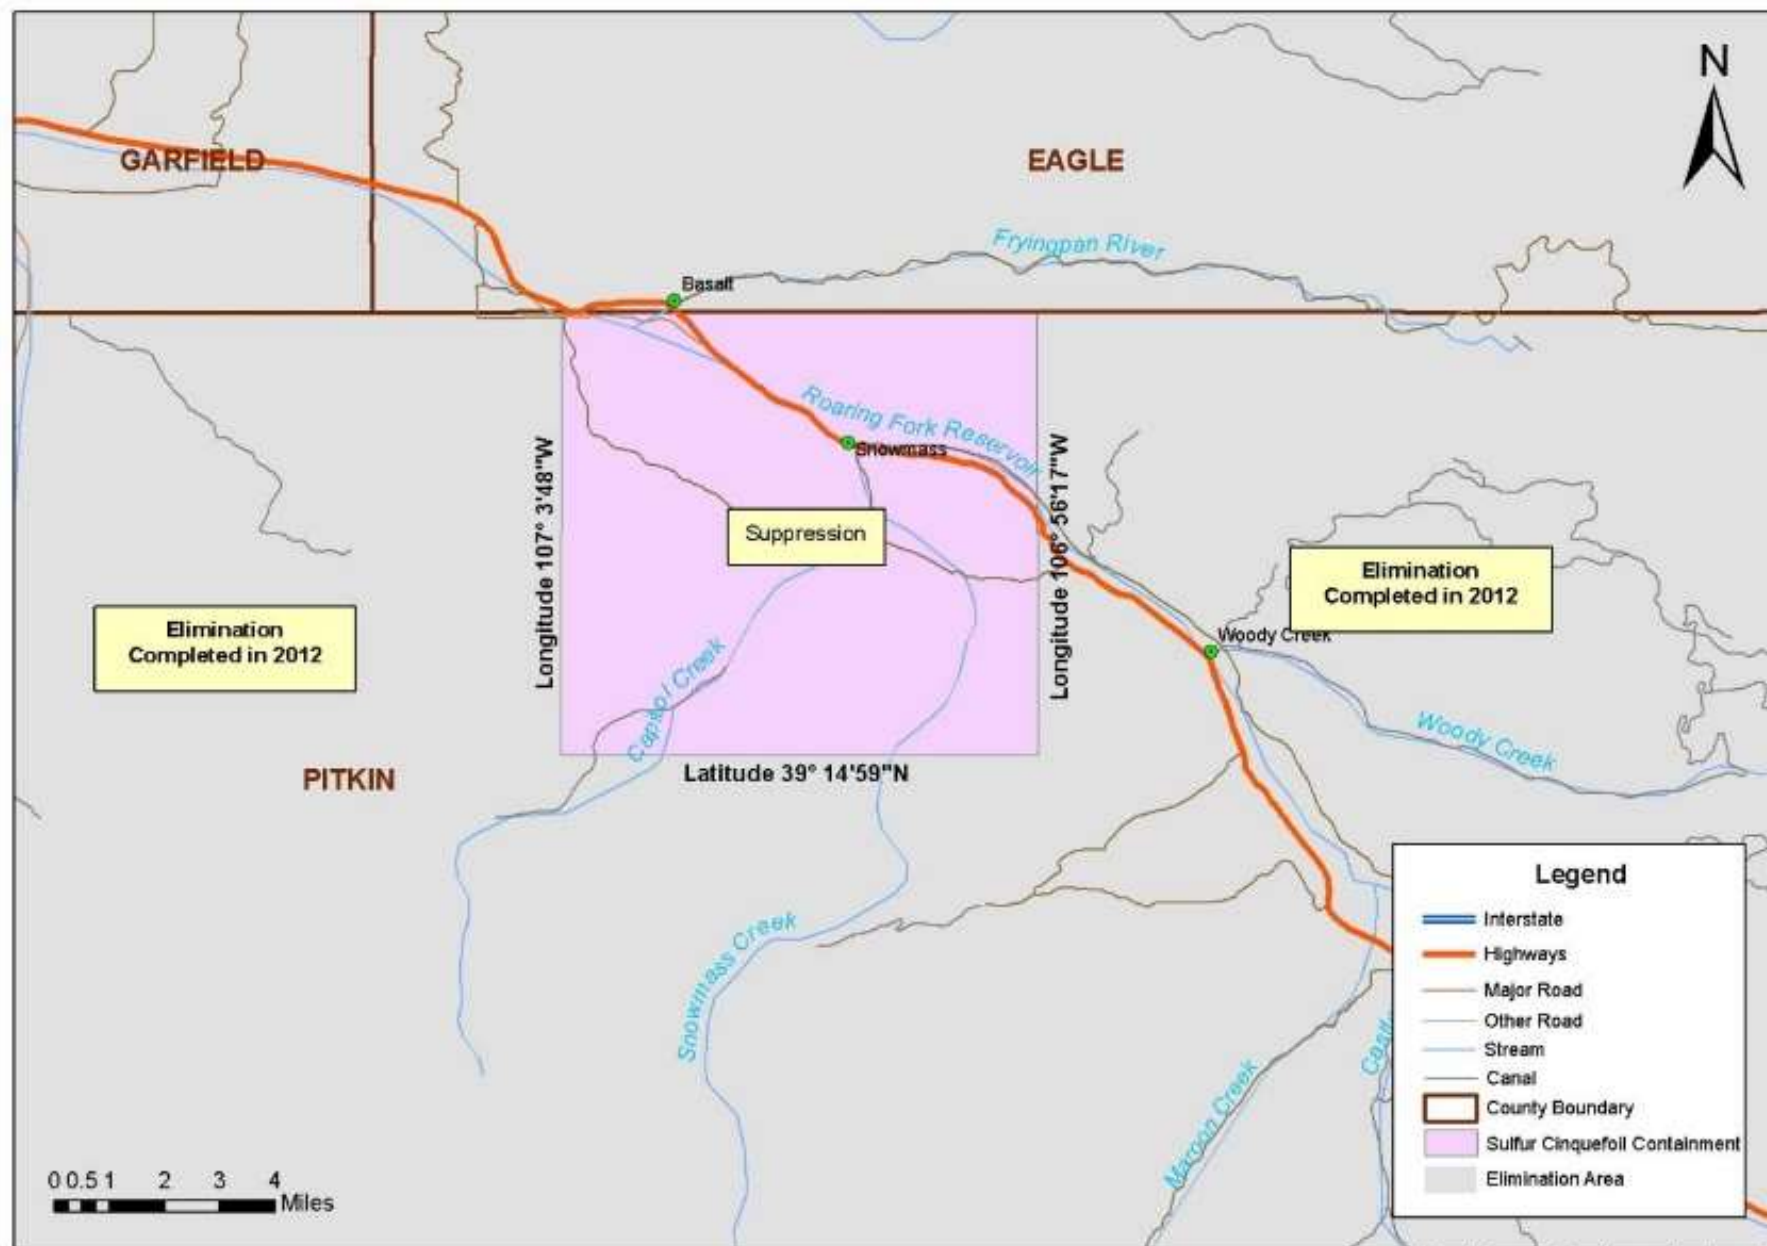 N
GARFIELD
EAGLE
Fryingpan River
Basalt
Roaring Fork Reservoir
Snowmass
Longitude 107° 3'48"W
Longitude 106° 56'17"W
Suppression
Elimination
Completed in 2012
Elimination
Completed in 2012
Woody Creek
Capitol Creek
Woody Creek
Latitude 39° 14'59"N
PITKIN
Snowmass Creek
Maroon Creek
Legend
Interstate
Highways
Major Road
Other Road
Stream
Canal
County Boundary
Sulfur Cinquefoil Containment
Elimination Area
0 0.5 1 2 3 4
Miles